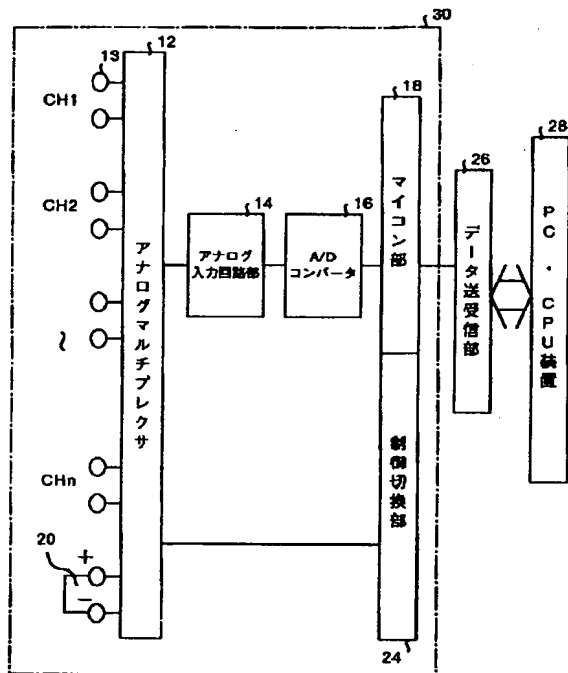 30
12
13
CH1
18
28
26
CH2
14
16
アナログマルチプレクサ
アナログ
入力回路部
A/D
コンバータ
マイコン部
データ送受信部
PC・CPU装置
~
CHn
制御切換部
20
+
-
24